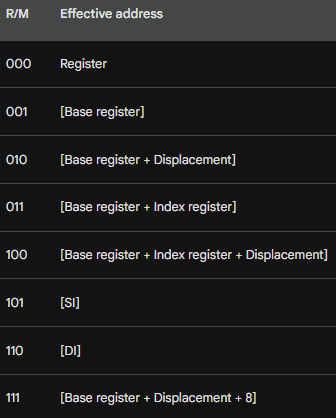 R/M Effective address
000 Register
001 [Base register]
010 [Base register + Displacement]
011 [Base register + Index register]
100 [Base register + Index register + Displacement]
101 [SI]
110 [DI]
111 [Base register + Displacement + 8]